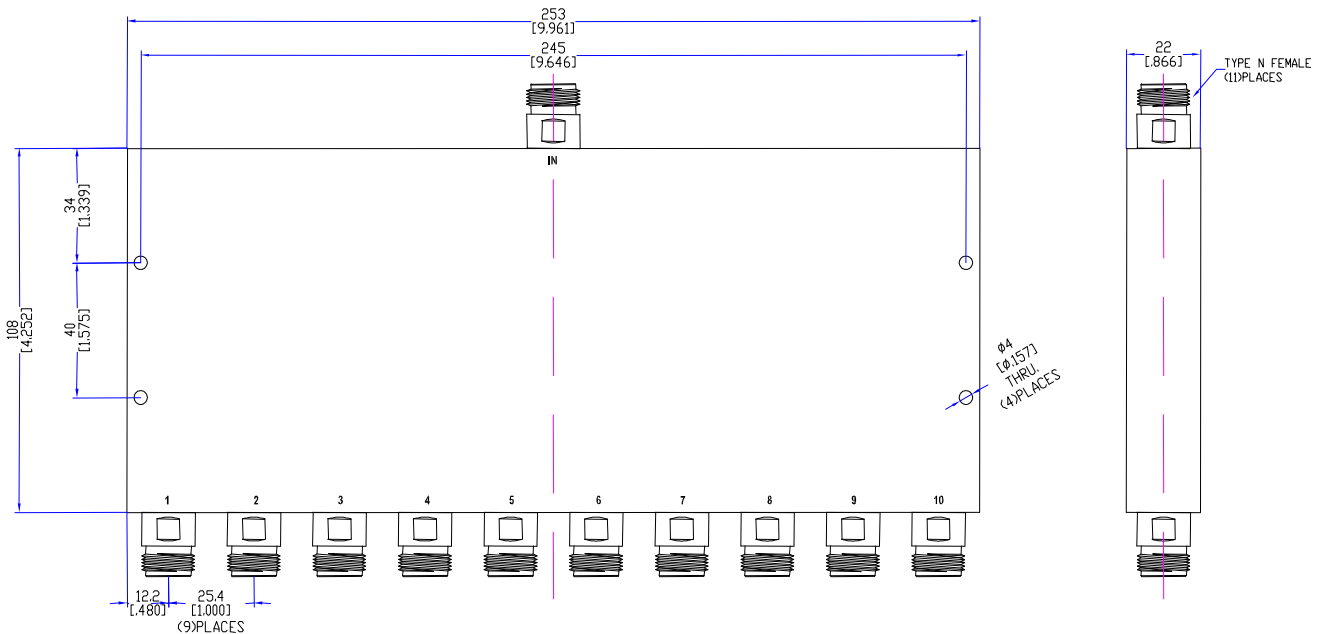 253
[9.961]
245
[9.646]
22
[.866]
TYPE N FEMALE
(11)PLACES
IN
34
[1.339]
40
[1.575]
108
[4.252]
Ø4
[Ø.157]
THRU.
(4)PLACES
1 2 3 4 5 6 7 8 9 10
12.2
[.480]
25.4
[1.000]
(9)PLACES